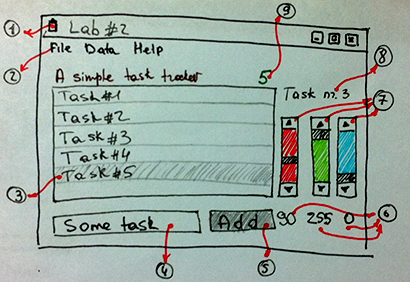 9
1 Lab #2
File Data Help
2
8
A simple task tracker 5
Task nr. 3
7
Task #1
Task #2
Task #3
Task #4
3 Task #5
Some task Add 90 255 0 6
4 5